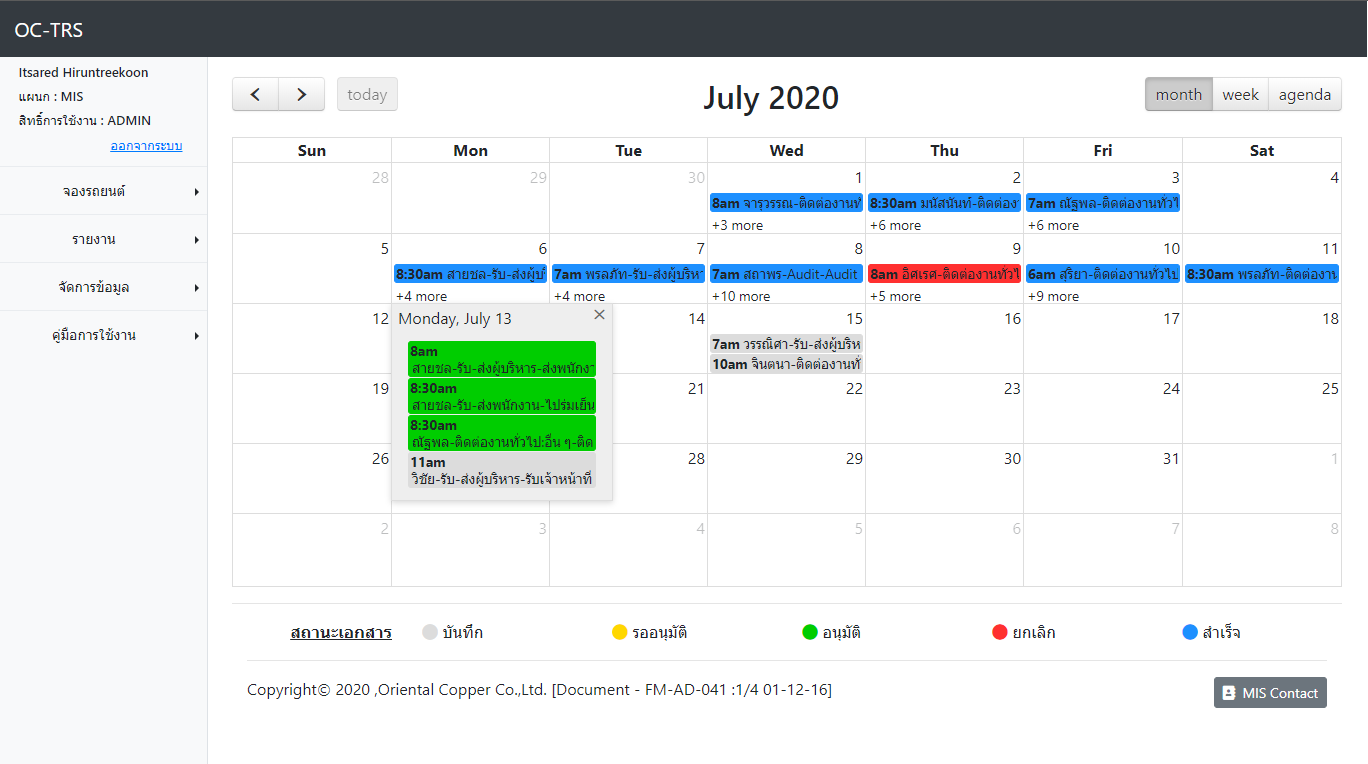 OC-TRS
Itsared Hiruntreekoon
แผนก : MIS
สิทธิ์การใช้งาน : ADMIN
ออกจากระบบ
จองรถยนต์
รายงาน
จัดการข้อมูล
คู่มือการใช้งาน
today
July 2020
month week agenda
Sun Mon Tue Wed Thu Fri Sat
28 29 30 1 2 3 4
8am จารุวรรณ-ติดต่องานทั่ 8:30am มนัสนันท์-ติดต่อง 7am ณัฐพล-ติดต่องานทั่วไ
+3 more +6 more +6 more
5 6 7 8 9 10 11
8:30am สายชล-รับ-ส่งผู้บริ 7am พรลภัท-รับ-ส่งผู้บริหา 7am สถาพร-Audit-Audit 8am อิศเรศ-ติดต่องานทั่วไ 6am สุริยา-ติดต่องานทั่วไป 8:30am พรลภัท-ติดต่องาน
+4 more +4 more +10 more +5 more +9 more
12 14 15 16 17 18
Monday, July 13
8am
สายชล-รับ-ส่งผู้บริหาร-ส่งพนักงา
8:30am
สายชล-รับ-ส่งพนักงาน-ไปร่มเย็น
8:30am
ณัฐพล-ติดต่องานทั่วไป:อื่น ๆ-ติด
11am
วิชัย-รับ-ส่งผู้บริหาร-รับเจ้าหน้าที่
7am วรรณิศา-รับ-ส่งผู้บริห
10am จินตนา-ติดต่องานทั่
19 21 22 23 24 25
26 28 29 30 31 1
2 3 4 5 6 7 8
สถานะเอกสาร บันทึก รออนุมัติ อนุมัติ ยกเลิก สำเร็จ
Copyright© 2020 ,Oriental Copper Co.,Ltd. [Document - FM-AD-041 :1/4 01-12-16]
MIS Contact